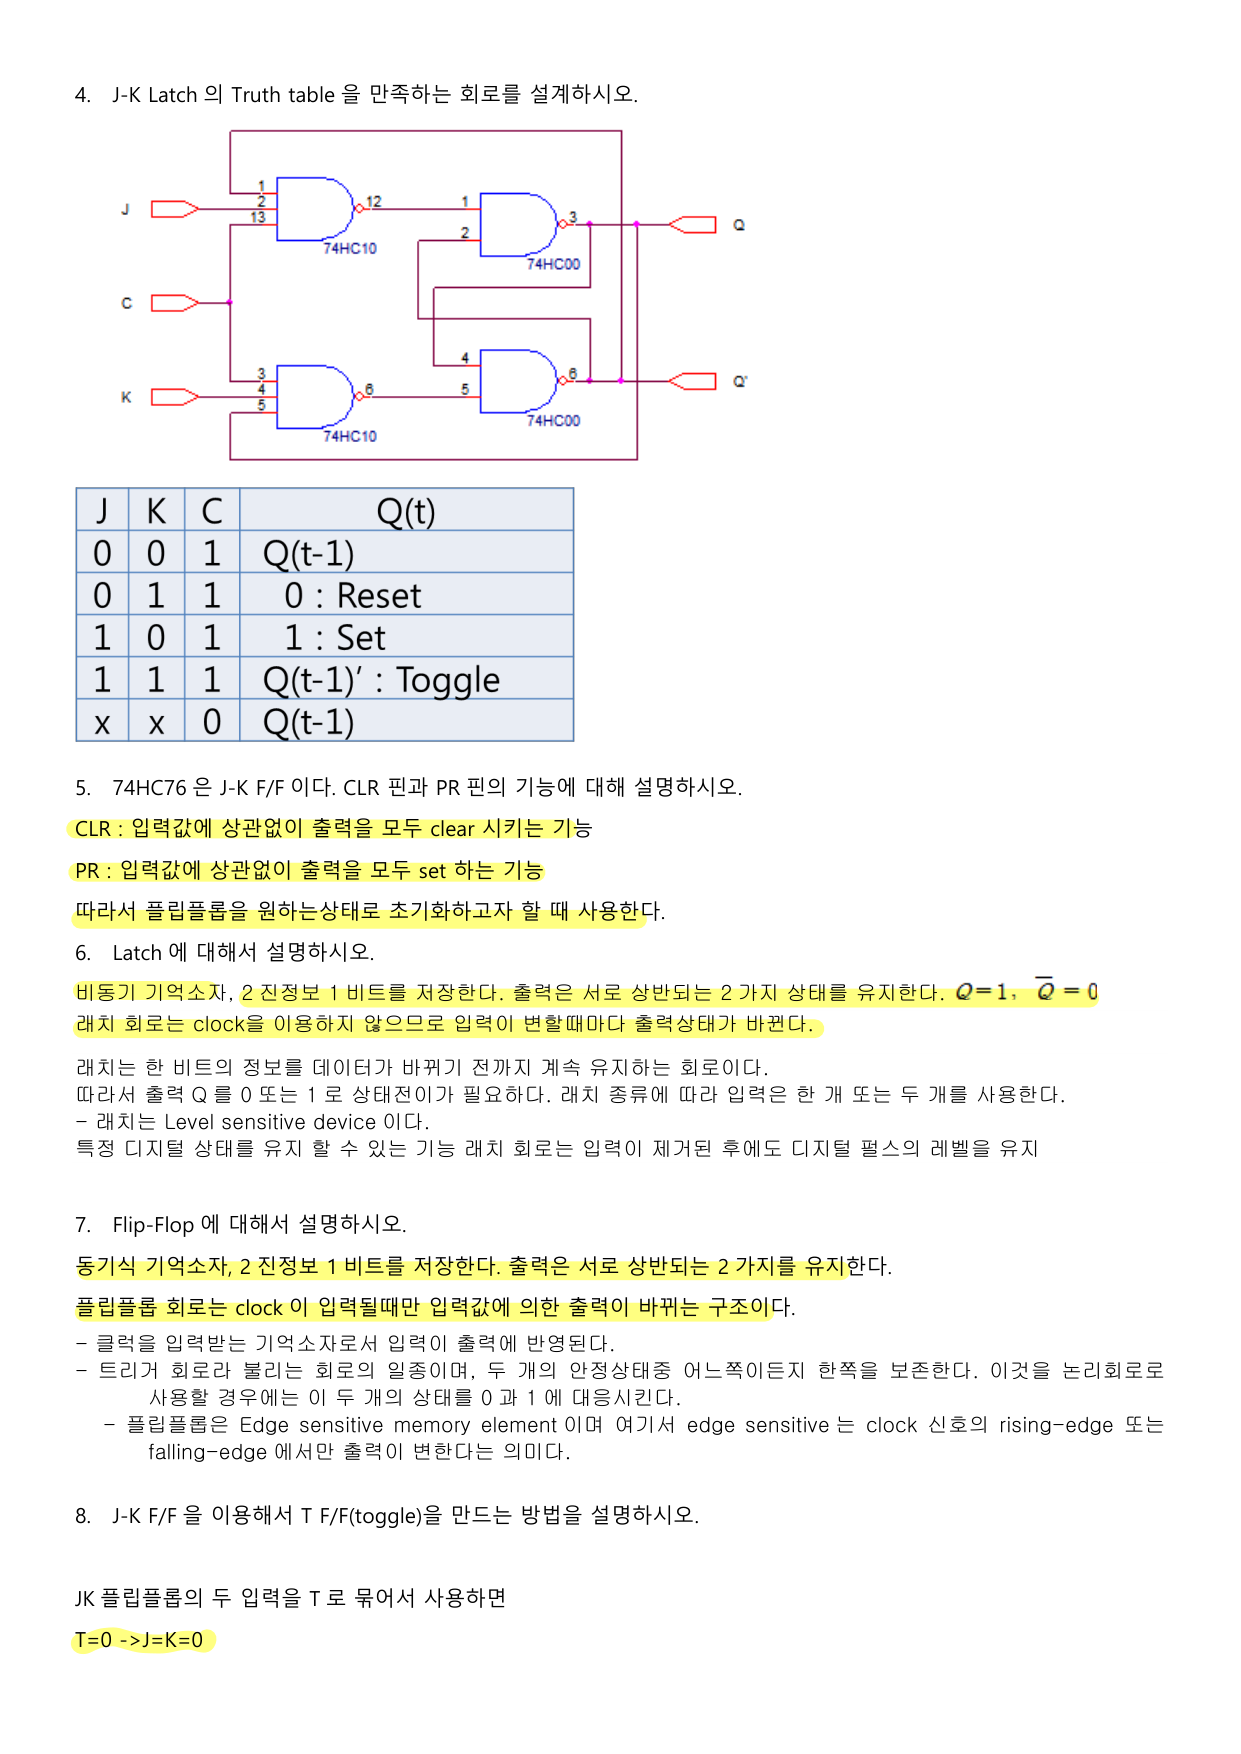 4. J-K Latch 의 Truth table 을 만족하는 회로를 설계하시오.
1
2
13
12
J
74HC10
1
2
3
Q
74HC00
C
3
4
5
6
K
74HC10
4
5
6
Q'
74HC00
J K C Q(t)
0 0 1 Q(t-1)
0 1 1 0 : Reset
1 0 1 1 : Set
1 1 1 Q(t-1)′ : Toggle
x x 0 Q(t-1)
5. 74HC76 은 J-K F/F 이다. CLR 핀과 PR 핀의 기능에 대해 설명하시오.
CLR : 입력값에 상관없이 출력을 모두 clear 시키는 기능
PR : 입력값에 상관없이 출력을 모두 set 하는 기능
따라서 플립플롭을 원하는상태로 초기화하고자 할 때 사용한다.
6. Latch 에 대해서 설명하시오.
비동기 기억소자, 2 진정보 1 비트를 저장한다. 출력은 서로 상반되는 2 가지 상태를 유지한다. Q=1, Q̅ = 0
래치 회로는 clock을 이용하지 않으므로 입력이 변할때마다 출력상태가 바뀐다.
래치는 한 비트의 정보를 데이터가 바뀌기 전까지 계속 유지하는 회로이다.
따라서 출력 Q 를 0 또는 1 로 상태전이가 필요하다. 래치 종류에 따라 입력은 한 개 또는 두 개를 사용한다.
- 래치는 Level sensitive device 이다.
특정 디지털 상태를 유지 할 수 있는 기능 래치 회로는 입력이 제거된 후에도 디지털 펄스의 레벨을 유지
7. Flip-Flop 에 대해서 설명하시오.
동기식 기억소자, 2 진정보 1 비트를 저장한다. 출력은 서로 상반되는 2 가지를 유지한다.
플립플롭 회로는 clock 이 입력될때만 입력값에 의한 출력이 바뀌는 구조이다.
- 클럭을 입력받는 기억소자로서 입력이 출력에 반영된다.
- 트리거 회로라 불리는 회로의 일종이며, 두 개의 안정상태중 어느쪽이든지 한쪽을 보존한다. 이것을 논리회로로
사용할 경우에는 이 두 개의 상태를 0 과 1 에 대응시킨다.
- 플립플롭은 Edge sensitive memory element 이며 여기서 edge sensitive 는 clock 신호의 rising-edge 또는
falling-edge 에서만 출력이 변한다는 의미다.
8. J-K F/F 을 이용해서 T F/F(toggle)을 만드는 방법을 설명하시오.
JK 플립플롭의 두 입력을 T 로 묶어서 사용하면
T=0 ->J=K=0